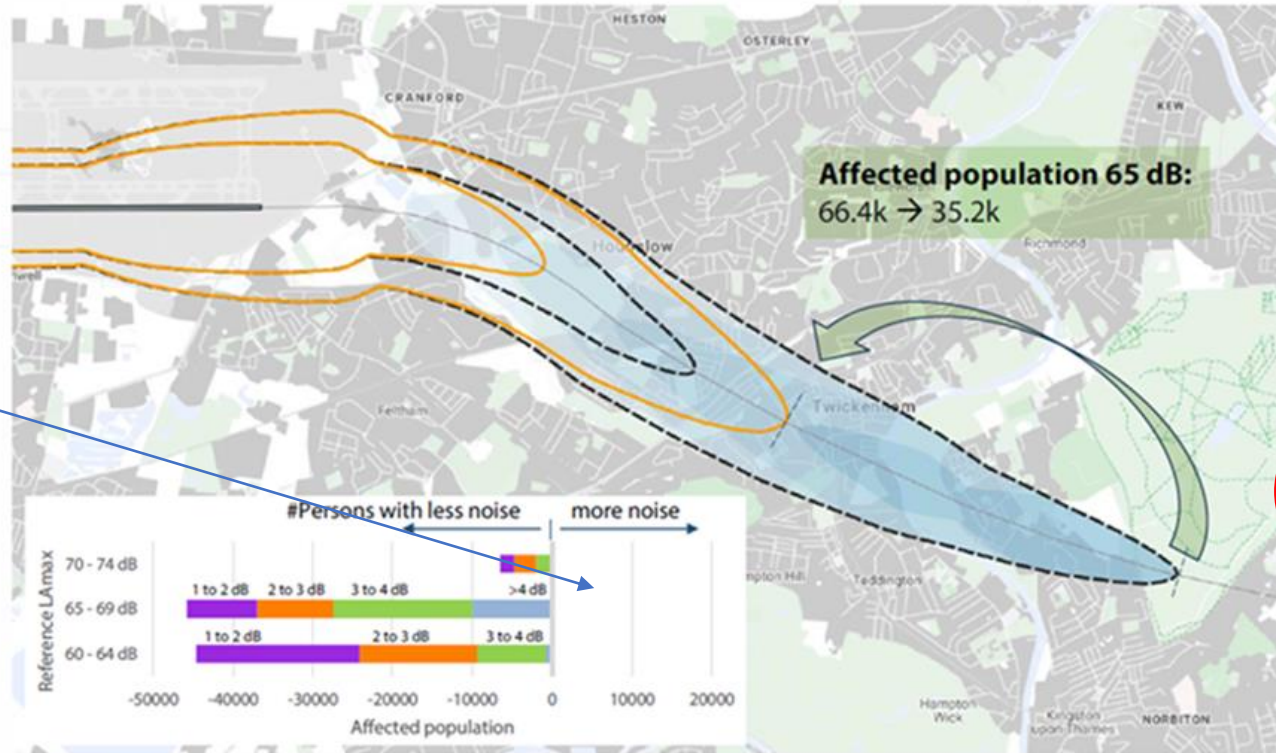 HESTON
OSTERLEY
CRANFORD
KEW
Affected population 65 dB:
66.4k → 35.2k
Hounslow
Richmond
Feltham
Twickenham
#Persons with less noise
more noise
Reference LAmax
70 - 74 dB
65 - 69 dB
60 - 64 dB
1 to 2 dB
2 to 3 dB
3 to 4 dB
>4 dB
1 to 2 dB
2 to 3 dB
3 to 4 dB
-50000
-40000
-30000
-20000
-10000
0
10000
20000
Affected population
mpton Hill
Teddington
Hampton
Wick
Kingston
upon Thames
NORBITON